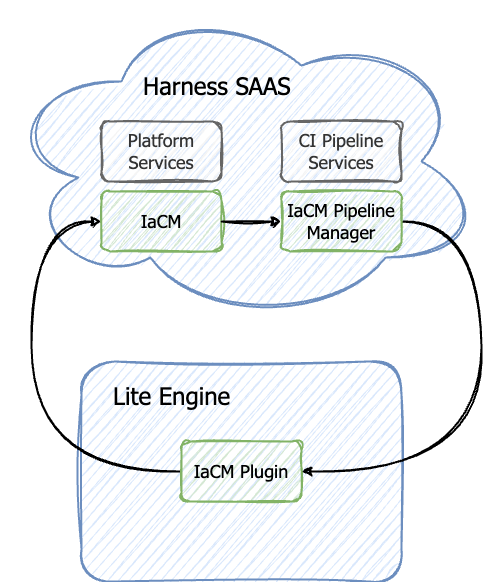 Harness SAAS
Platform
Services
CI Pipeline
Services
IaCM
IaCM Pipeline
Manager
Lite Engine
IaCM Plugin